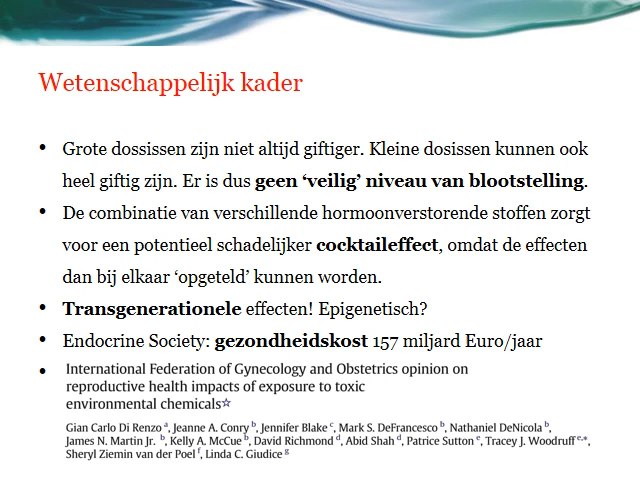 Wetenschappelijk kader
• Grote dossissen zijn niet altijd giftiger. Kleine dosissen kunnen ook
heel giftig zijn. Er is dus geen ‘veilig’ niveau van blootstelling.
• De combinatie van verschillende hormoonverstorende stoffen zorgt
voor een potentieel schadelijker cocktaileffect, omdat de effecten
dan bij elkaar ‘opgeteld’ kunnen worden.
• Transgenerationele effecten! Epigenetisch?
• Endocrine Society: gezondheidskost 157 miljard Euro/jaar
• International Federation of Gynecology and Obstetrics opinion on
reproductive health impacts of exposure to toxic
environmental chemicals☆
Gian Carlo Di Renzo a, Jeanne A. Conry b, Jennifer Blake c, Mark S. DeFrancesco b, Nathaniel DeNicola b,
James N. Martin Jr. b, Kelly A. McCue b, David Richmond d, Abid Shah d, Patrice Sutton e, Tracey J. Woodruff e,*,
Sheryl Ziemin van der Poel f, Linda C. Giudice g